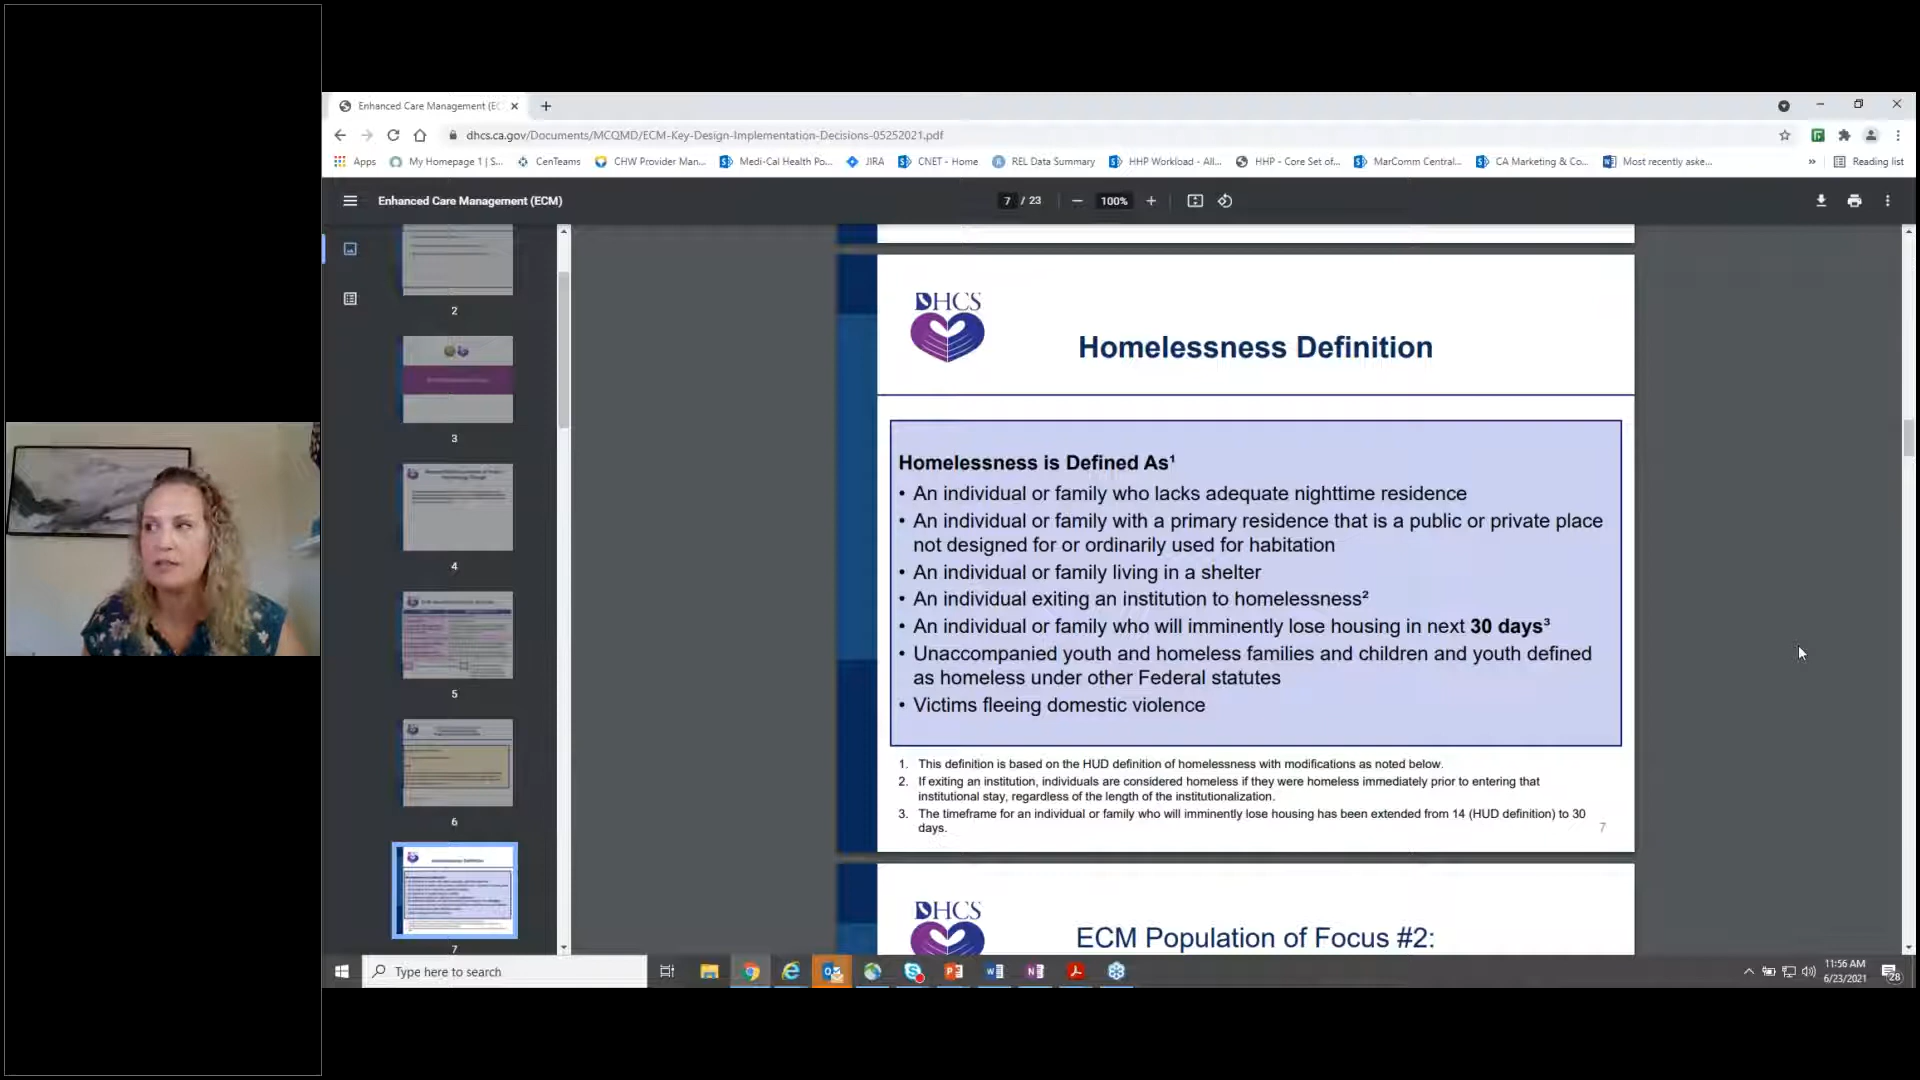 Enhanced Care Management (EC
dhcs.ca.gov/Documents/MCQMD/ECM-Key-Design-Implementation-Decisions-05252021.pdf
Apps My Homepage 1 | S... CenTeams CHW Provider Man... Medi-Cal Health Po... JIRA CNET - Home REL Data Summary HHP Workload - All... HHP - Core Set of... MarComm Central... CA Marketing & Co... Most recently aske... » Reading list
Enhanced Care Management (ECM)
7 / 23 100%
2
3
4
5
6
7
DHCS
Homelessness Definition
Homelessness is Defined As¹
• An individual or family who lacks adequate nighttime residence
• An individual or family with a primary residence that is a public or private place
not designed for or ordinarily used for habitation
• An individual or family living in a shelter
• An individual exiting an institution to homelessness²
• An individual or family who will imminently lose housing in next 30 days³
• Unaccompanied youth and homeless families and children and youth defined
as homeless under other Federal statutes
• Victims fleeing domestic violence
1. This definition is based on the HUD definition of homelessness with modifications as noted below.
2. If exiting an institution, individuals are considered homeless if they were homeless immediately prior to entering that
institutional stay, regardless of the length of the institutionalization.
3. The timeframe for an individual or family who will imminently lose housing has been extended from 14 (HUD definition) to 30
days.
7
DHCS
ECM Population of Focus #2:
Type here to search
11:56 AM
6/23/2021
28